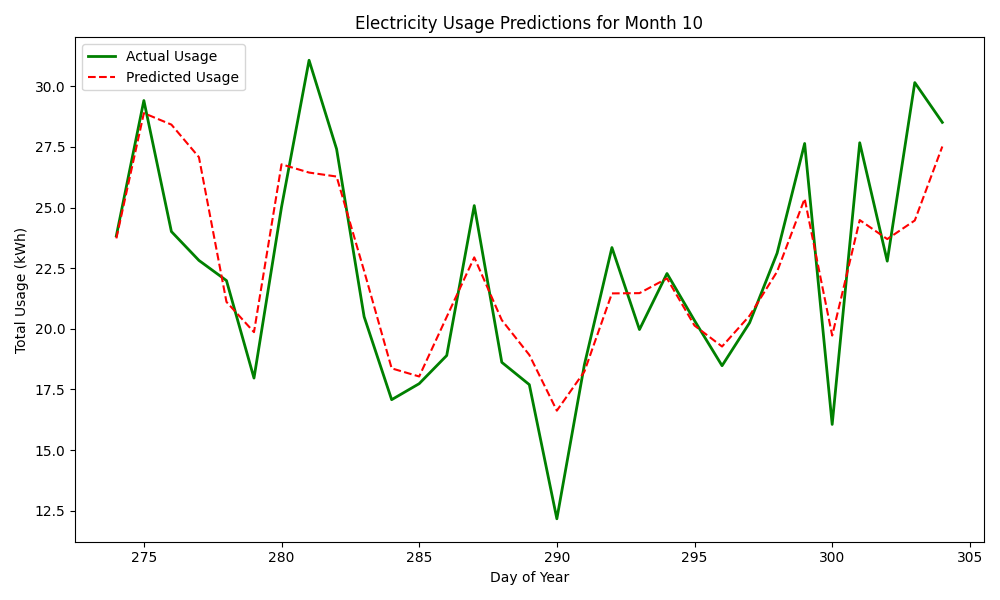 Electricity Usage Predictions for Month 10
Actual Usage
Predicted Usage
Total Usage (kWh)
30.0
27.5
25.0
22.5
20.0
17.5
15.0
12.5
275 280 285 290 295 300 305
Day of Year